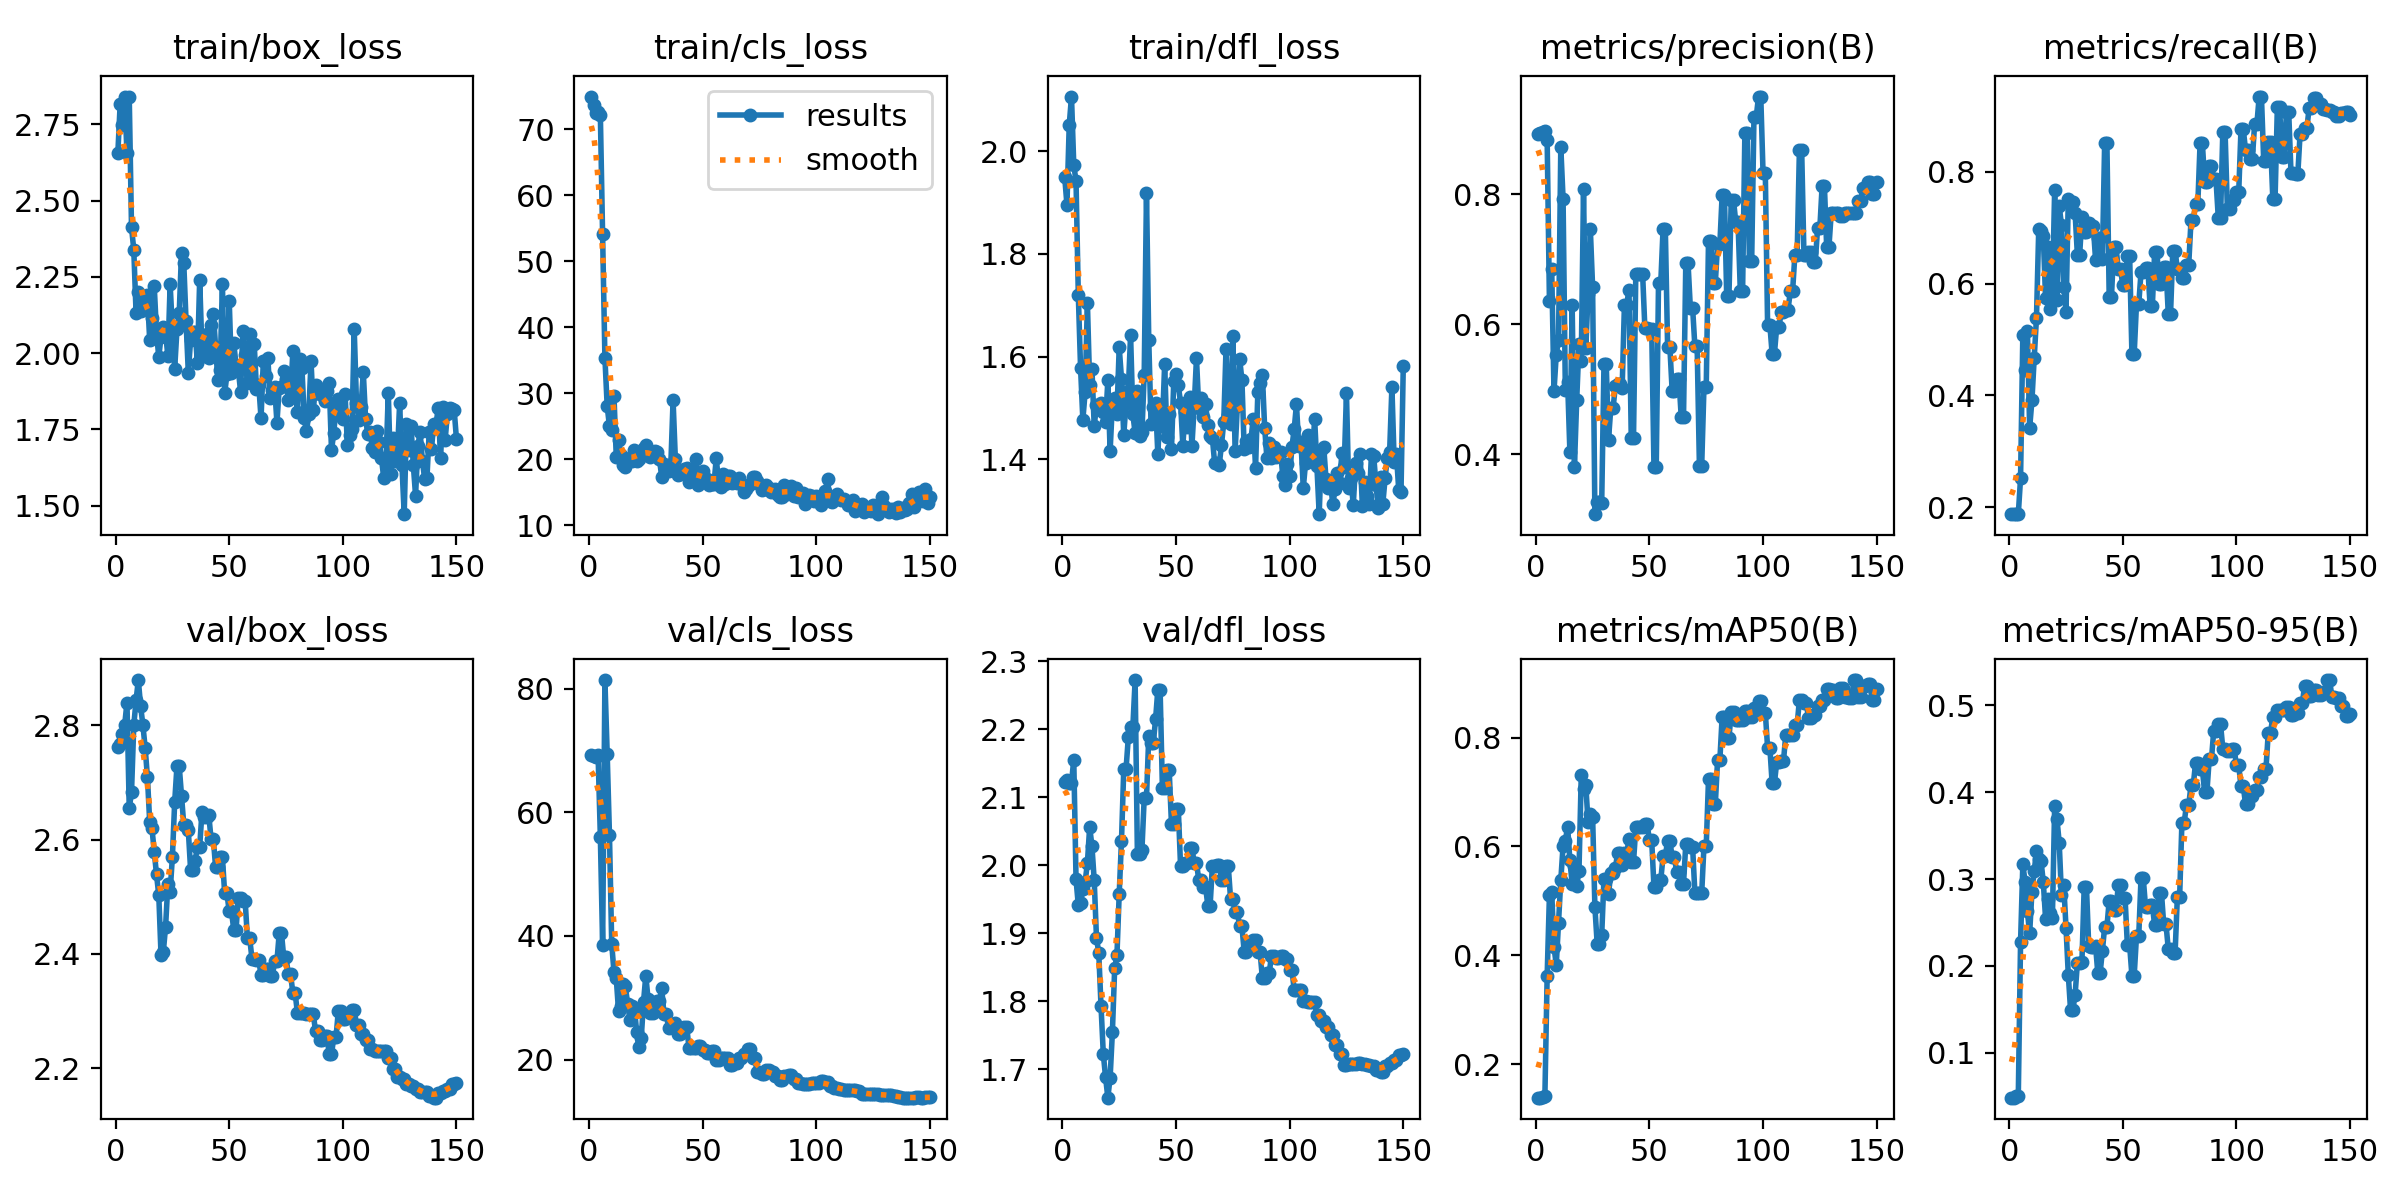 train/box_loss
train/cls_loss
train/dfl_loss
metrics/precision(B)
metrics/recall(B)
2.75
2.50
2.25
2.00
1.75
1.50
0 50 100 150
results
smooth
70
60
50
40
30
20
10
0 50 100 150
2.0
1.8
1.6
1.4
0 50 100 150
0.8
0.6
0.4
0 50 100 150
0.8
0.6
0.4
0.2
0 50 100 150
val/box_loss
val/cls_loss
val/dfl_loss
metrics/mAP50(B)
metrics/mAP50-95(B)
2.8
2.6
2.4
2.2
0 50 100 150
80
60
40
20
0 50 100 150
2.3
2.2
2.1
2.0
1.9
1.8
1.7
0 50 100 150
0.8
0.6
0.4
0.2
0 50 100 150
0.5
0.4
0.3
0.2
0.1
0 50 100 150